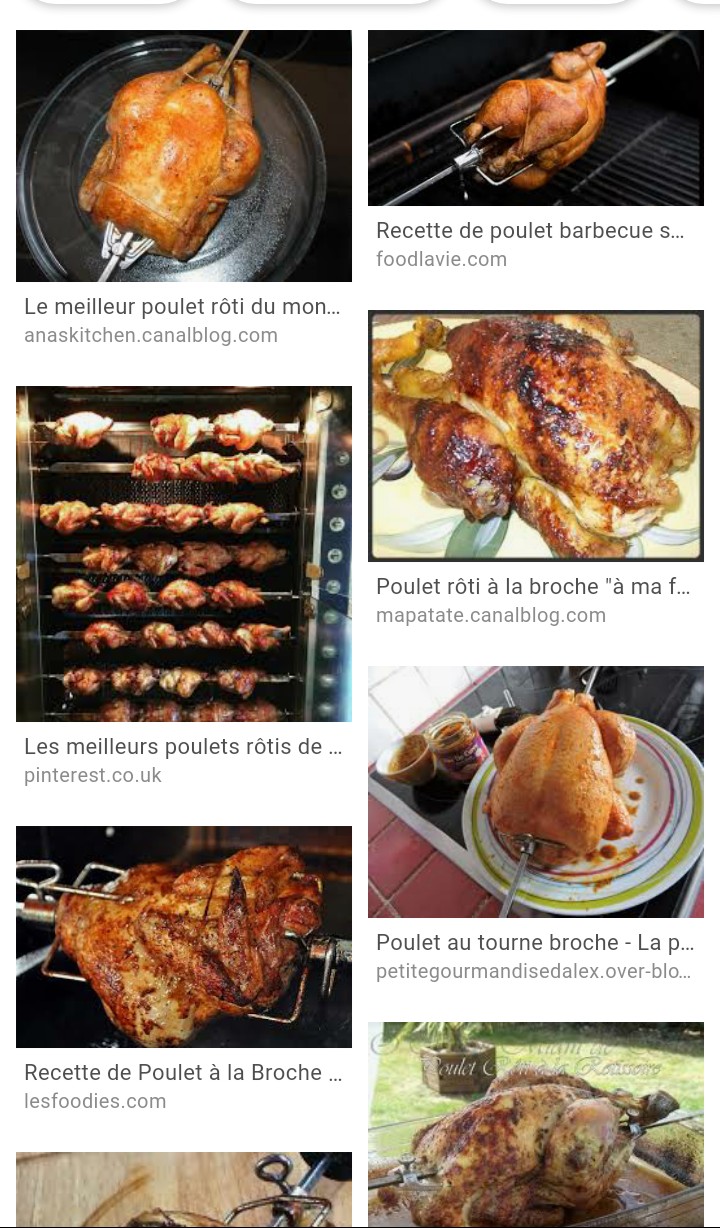 Le meilleur poulet rôti du mon...
anaskitchen.canalblog.com
Recette de poulet barbecue s...
foodlavie.com
Les meilleurs poulets rôtis de ...
pinterest.co.uk
Poulet rôti à la broche "à ma f...
mapatate.canalblog.com
Recette de Poulet à la Broche ...
lesfoodies.com
Poulet au tourne broche - La p...
petitegourmandisedalex.over-blo...
Poulet